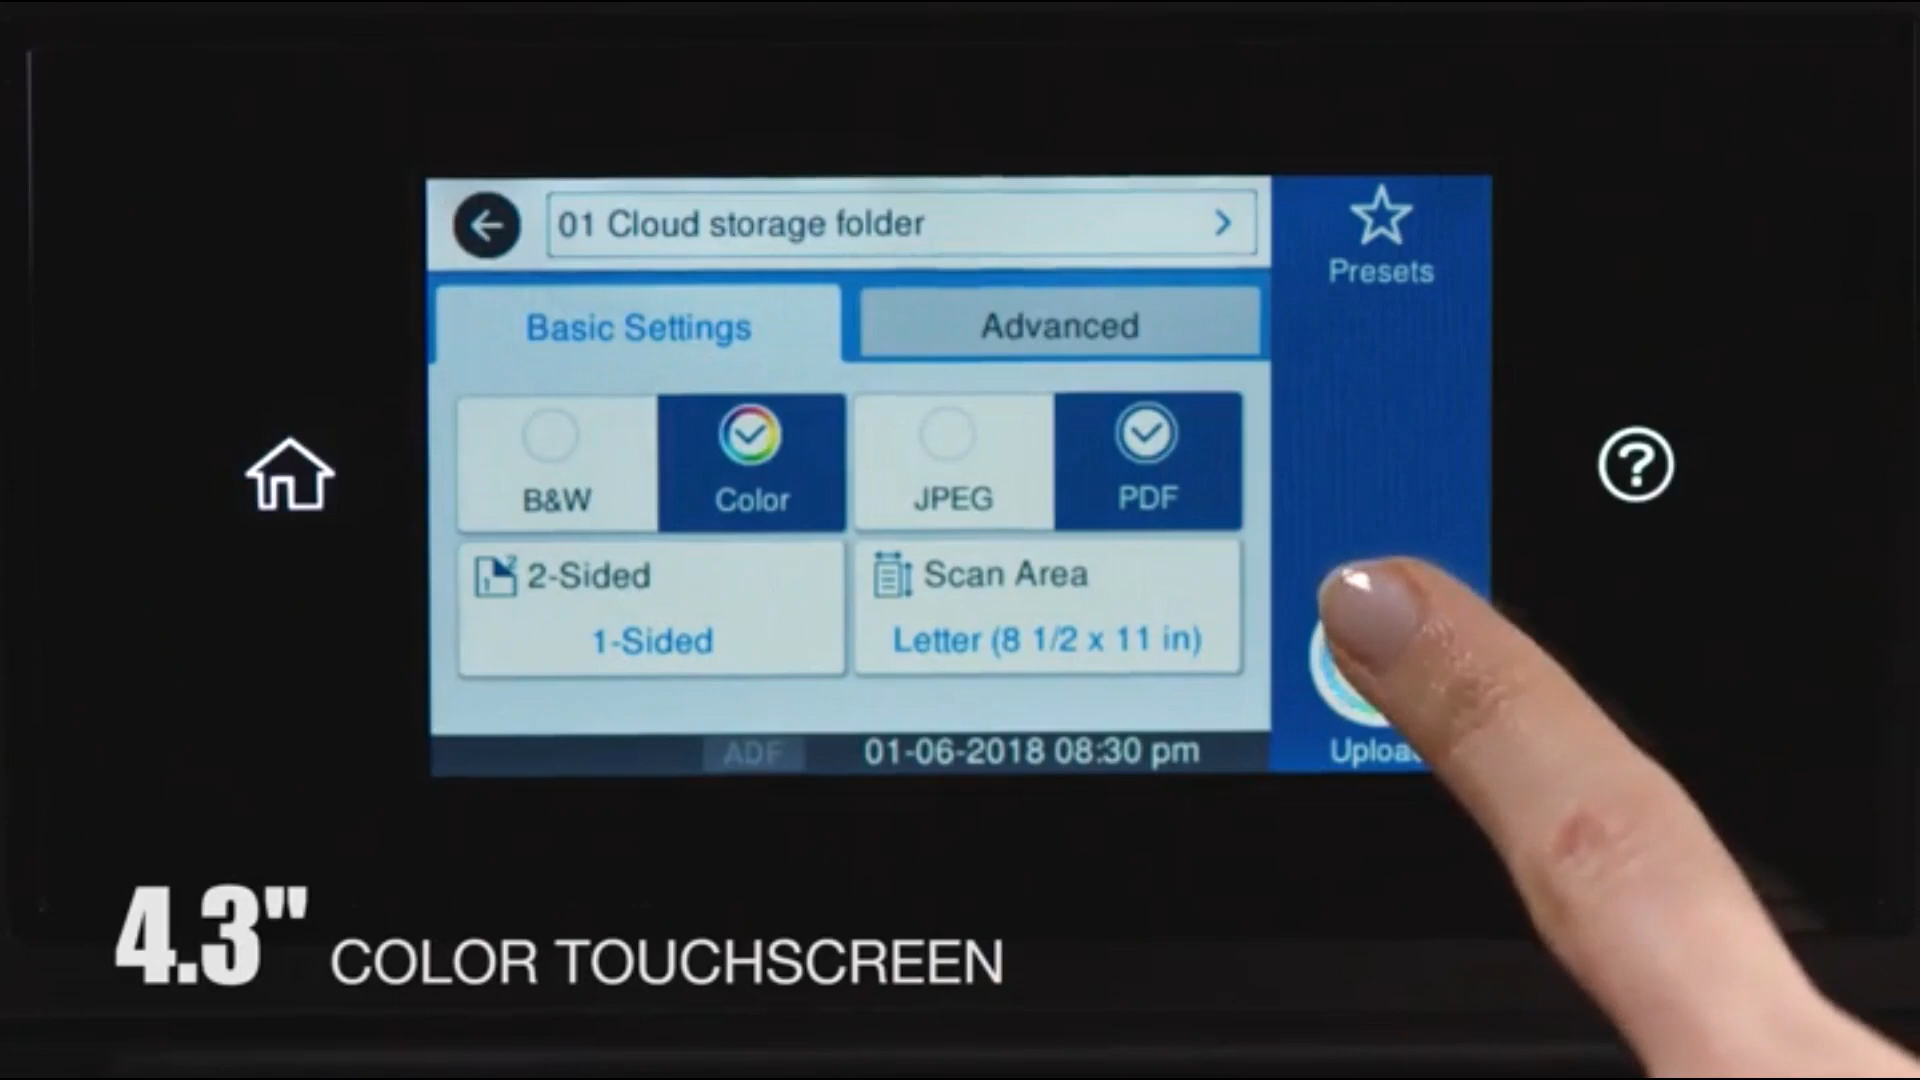 01 Cloud storage folder
Presets
Basic Settings
Advanced
B&W
Color
JPEG
PDF
2-Sided
1-Sided
Scan Area
Letter (8 1/2 x 11 in)
ADF
01-06-2018 08:30 pm
4.3" COLOR TOUCHSCREEN